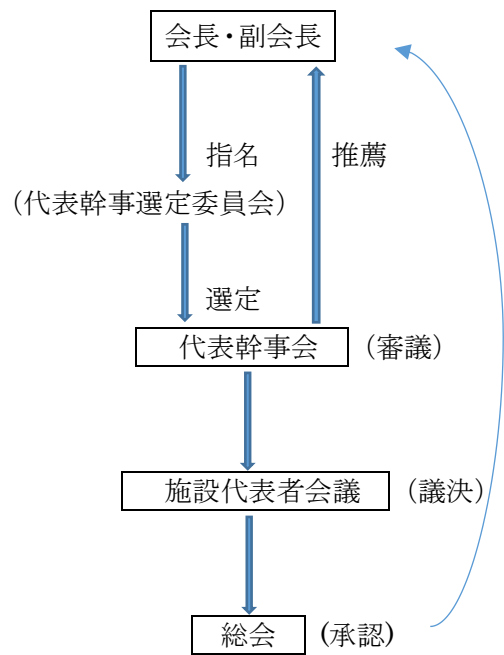 会長・副会長
指名
推薦
（代表幹事選定委員会）
選定
代表幹事会
（審議）
施設代表者会議
（議決）
総会
(承認)